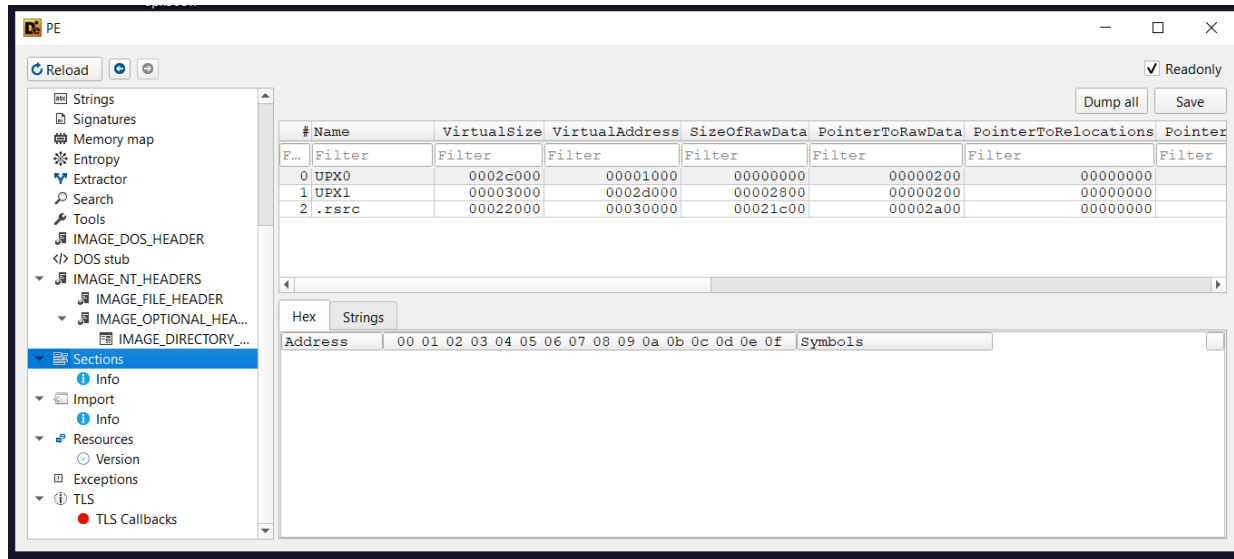 PE
Reload
Readonly
Dump all Save
Strings
Signatures
Memory map
Entropy
Extractor
Search
Tools
IMAGE_DOS_HEADER
DOS stub
IMAGE_NT_HEADERS
IMAGE_FILE_HEADER
IMAGE_OPTIONAL_HEA...
IMAGE_DIRECTORY_...
Sections
Info
Import
Info
Resources
Version
Exceptions
TLS
TLS Callbacks
# Name VirtualSize VirtualAddress SizeOfRawData PointerToRawData PointerToRelocations Pointer
F... Filter Filter Filter Filter Filter Filter Filter
0 UPX0 0002c000 00001000 00000000 00000200 00000000
1 UPX1 00003000 0002d000 00002800 00000200 00000000
2 .rsrc 00022000 00030000 00021c00 00002a00 00000000
Hex Strings
Address 00 01 02 03 04 05 06 07 08 09 0a 0b 0c 0d 0e 0f Symbols